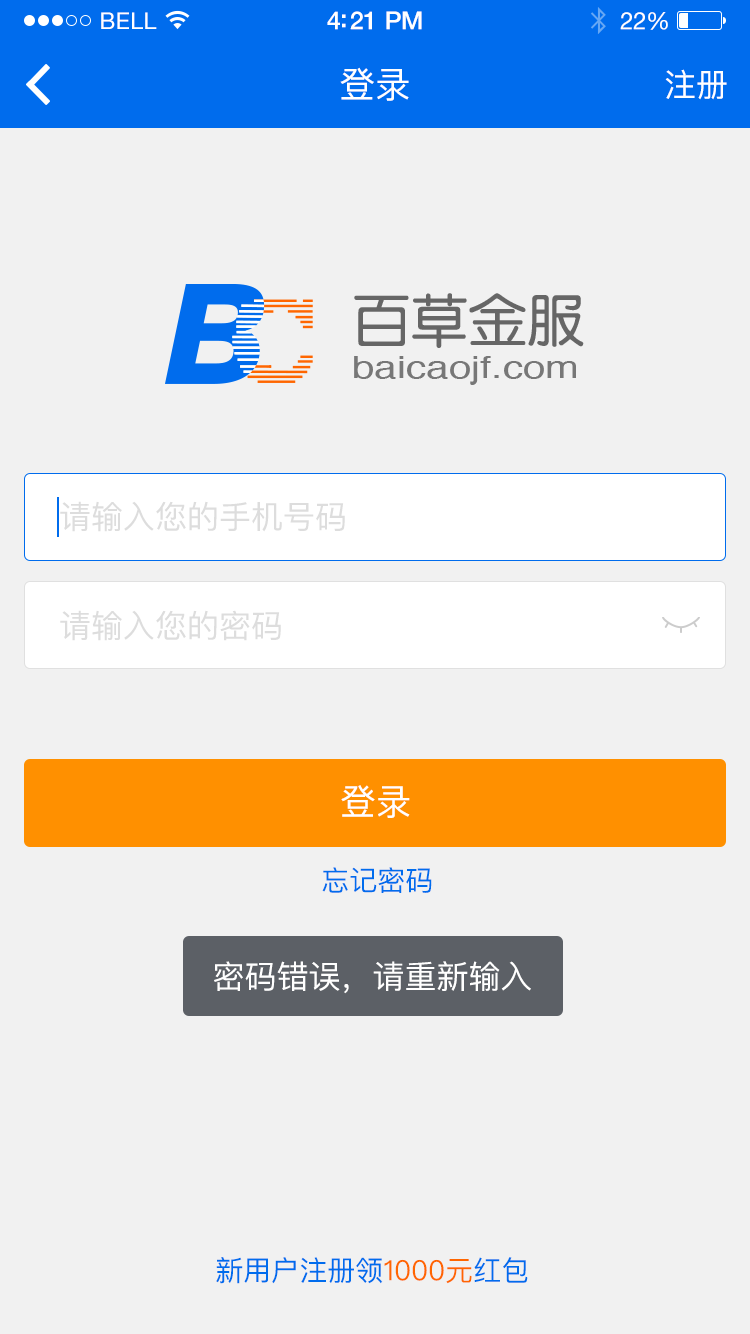 BELL 4:21 PM 22%
登录 注册
BC 百草金服
baicaojf.com
请输入您的手机号码
请输入您的密码
登录
忘记密码
密码错误，请重新输入
新用户注册领1000元红包